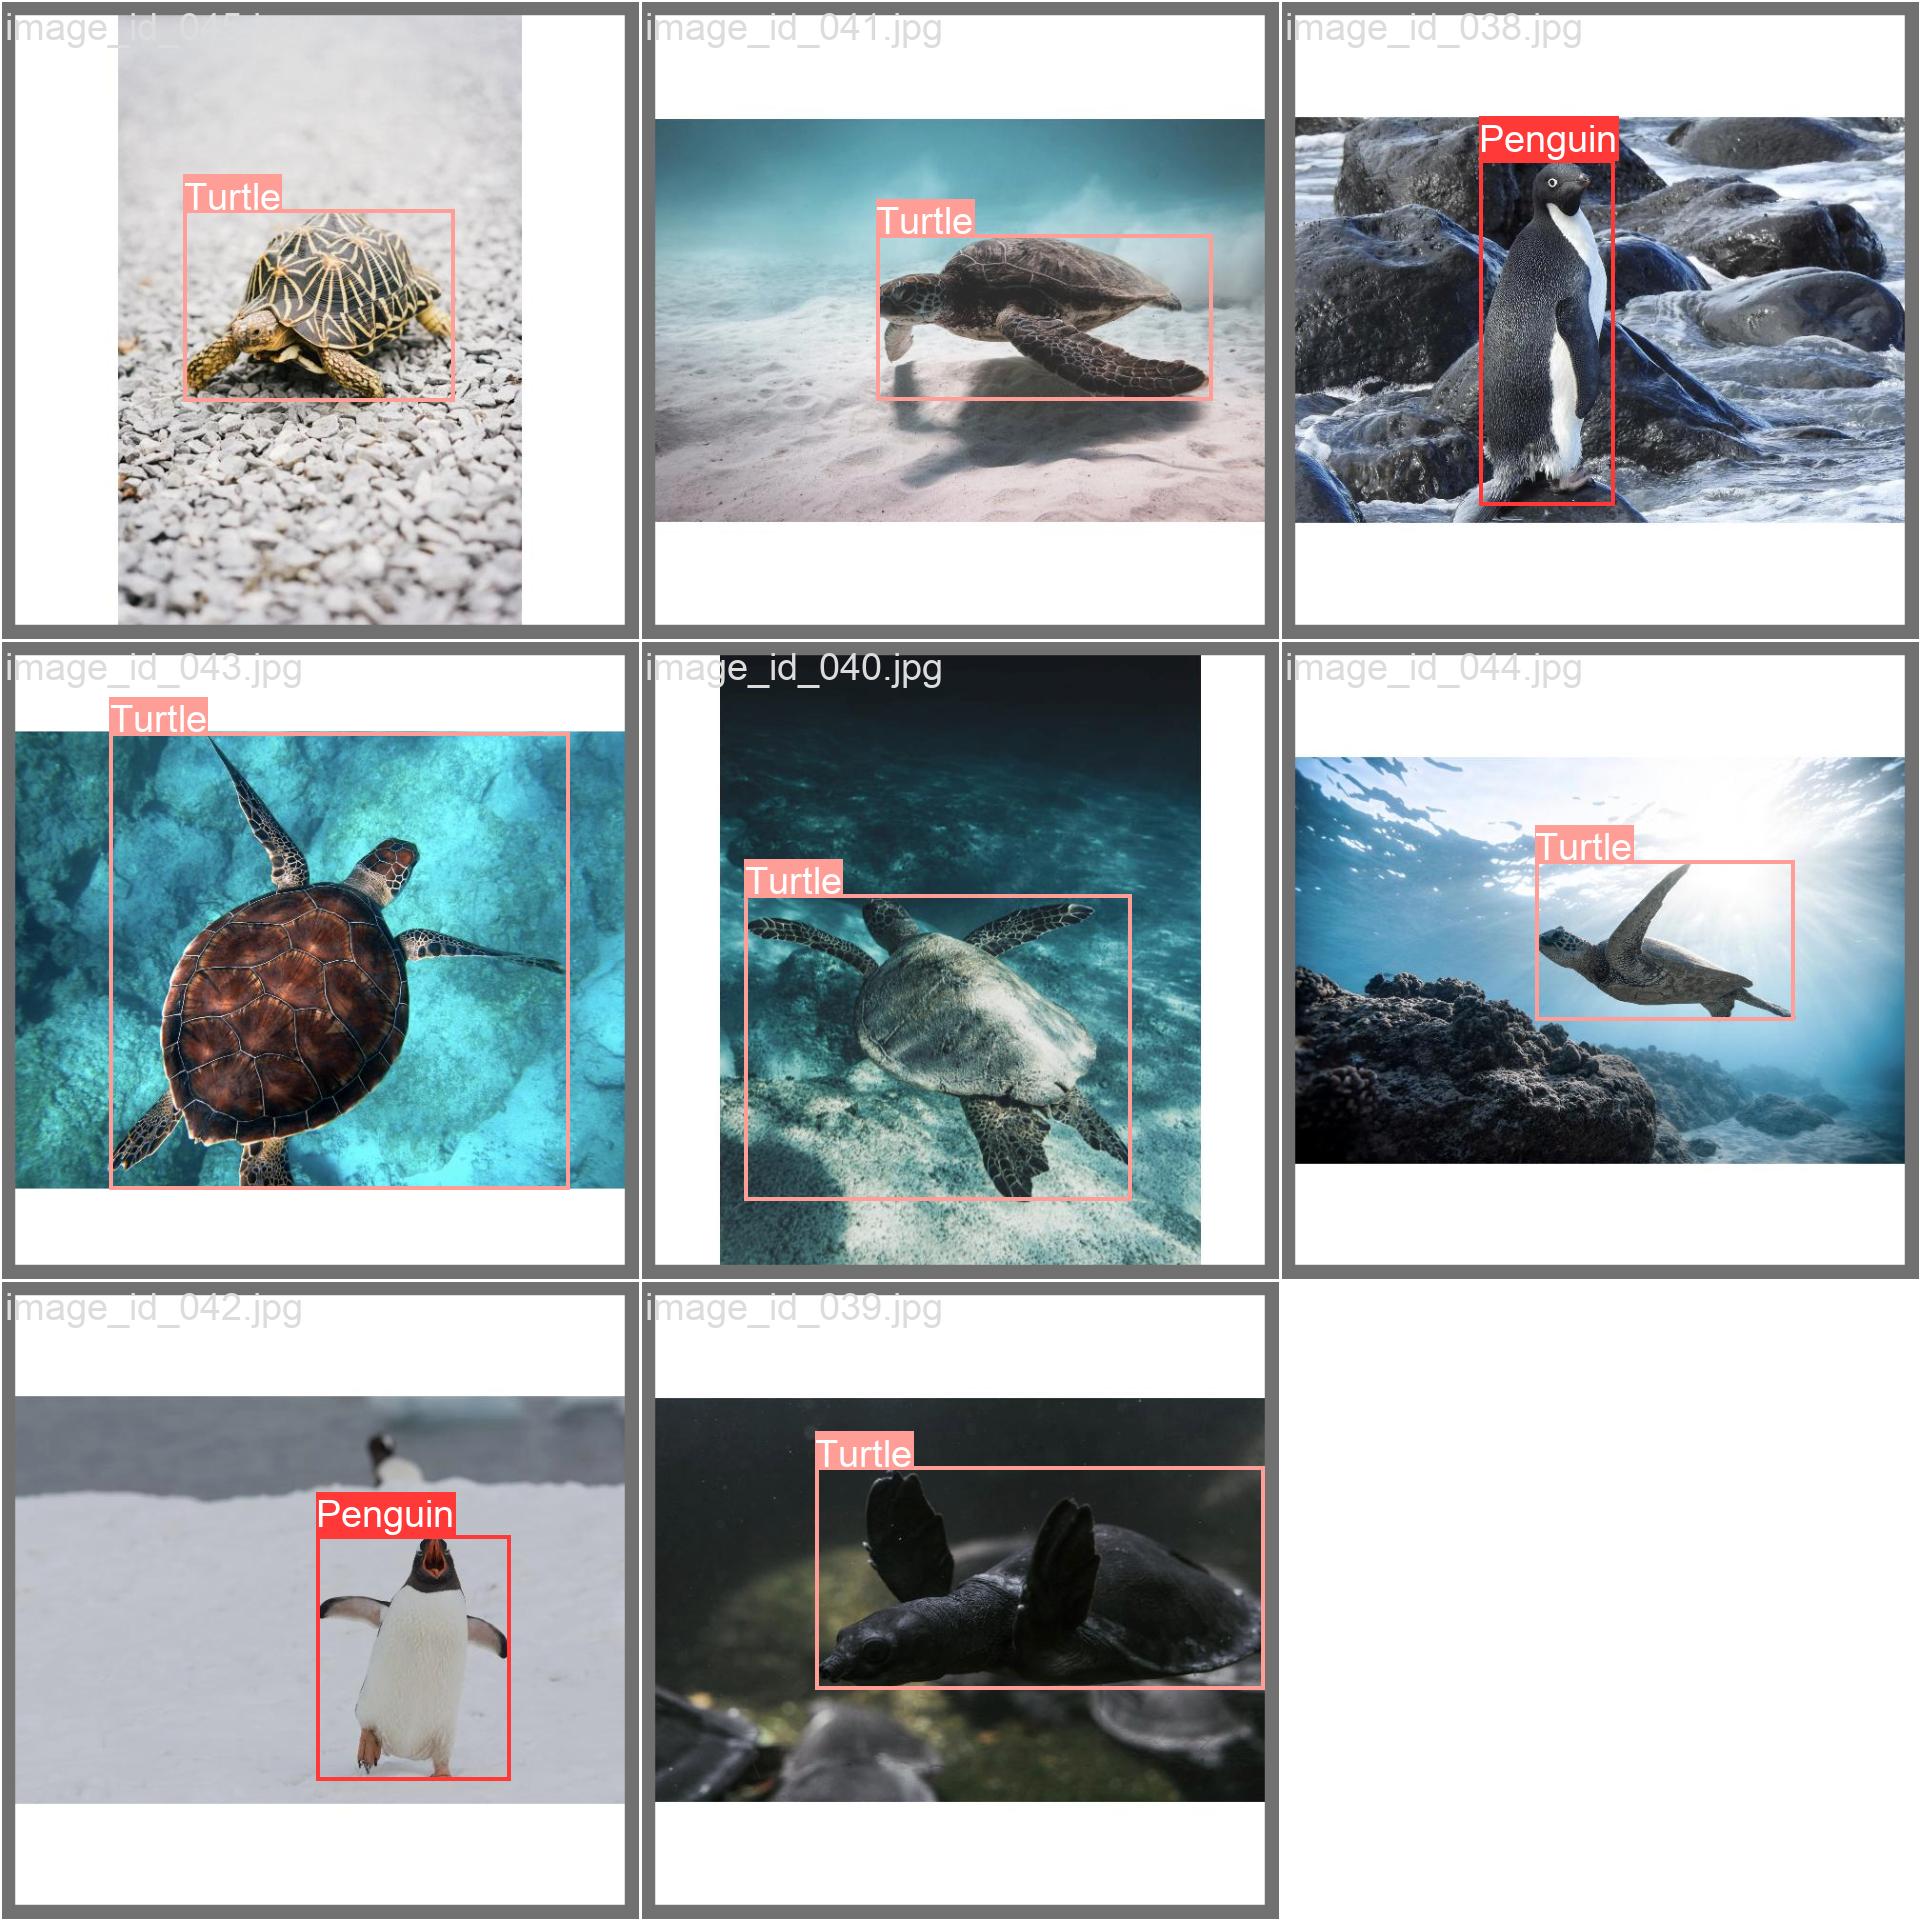 image_id_045.jpg
Turtle
image_id_041.jpg
Turtle
image_id_038.jpg
Penguin
image_id_043.jpg
Turtle
image_id_040.jpg
Turtle
image_id_044.jpg
Turtle
image_id_042.jpg
Penguin
image_id_039.jpg
Turtle